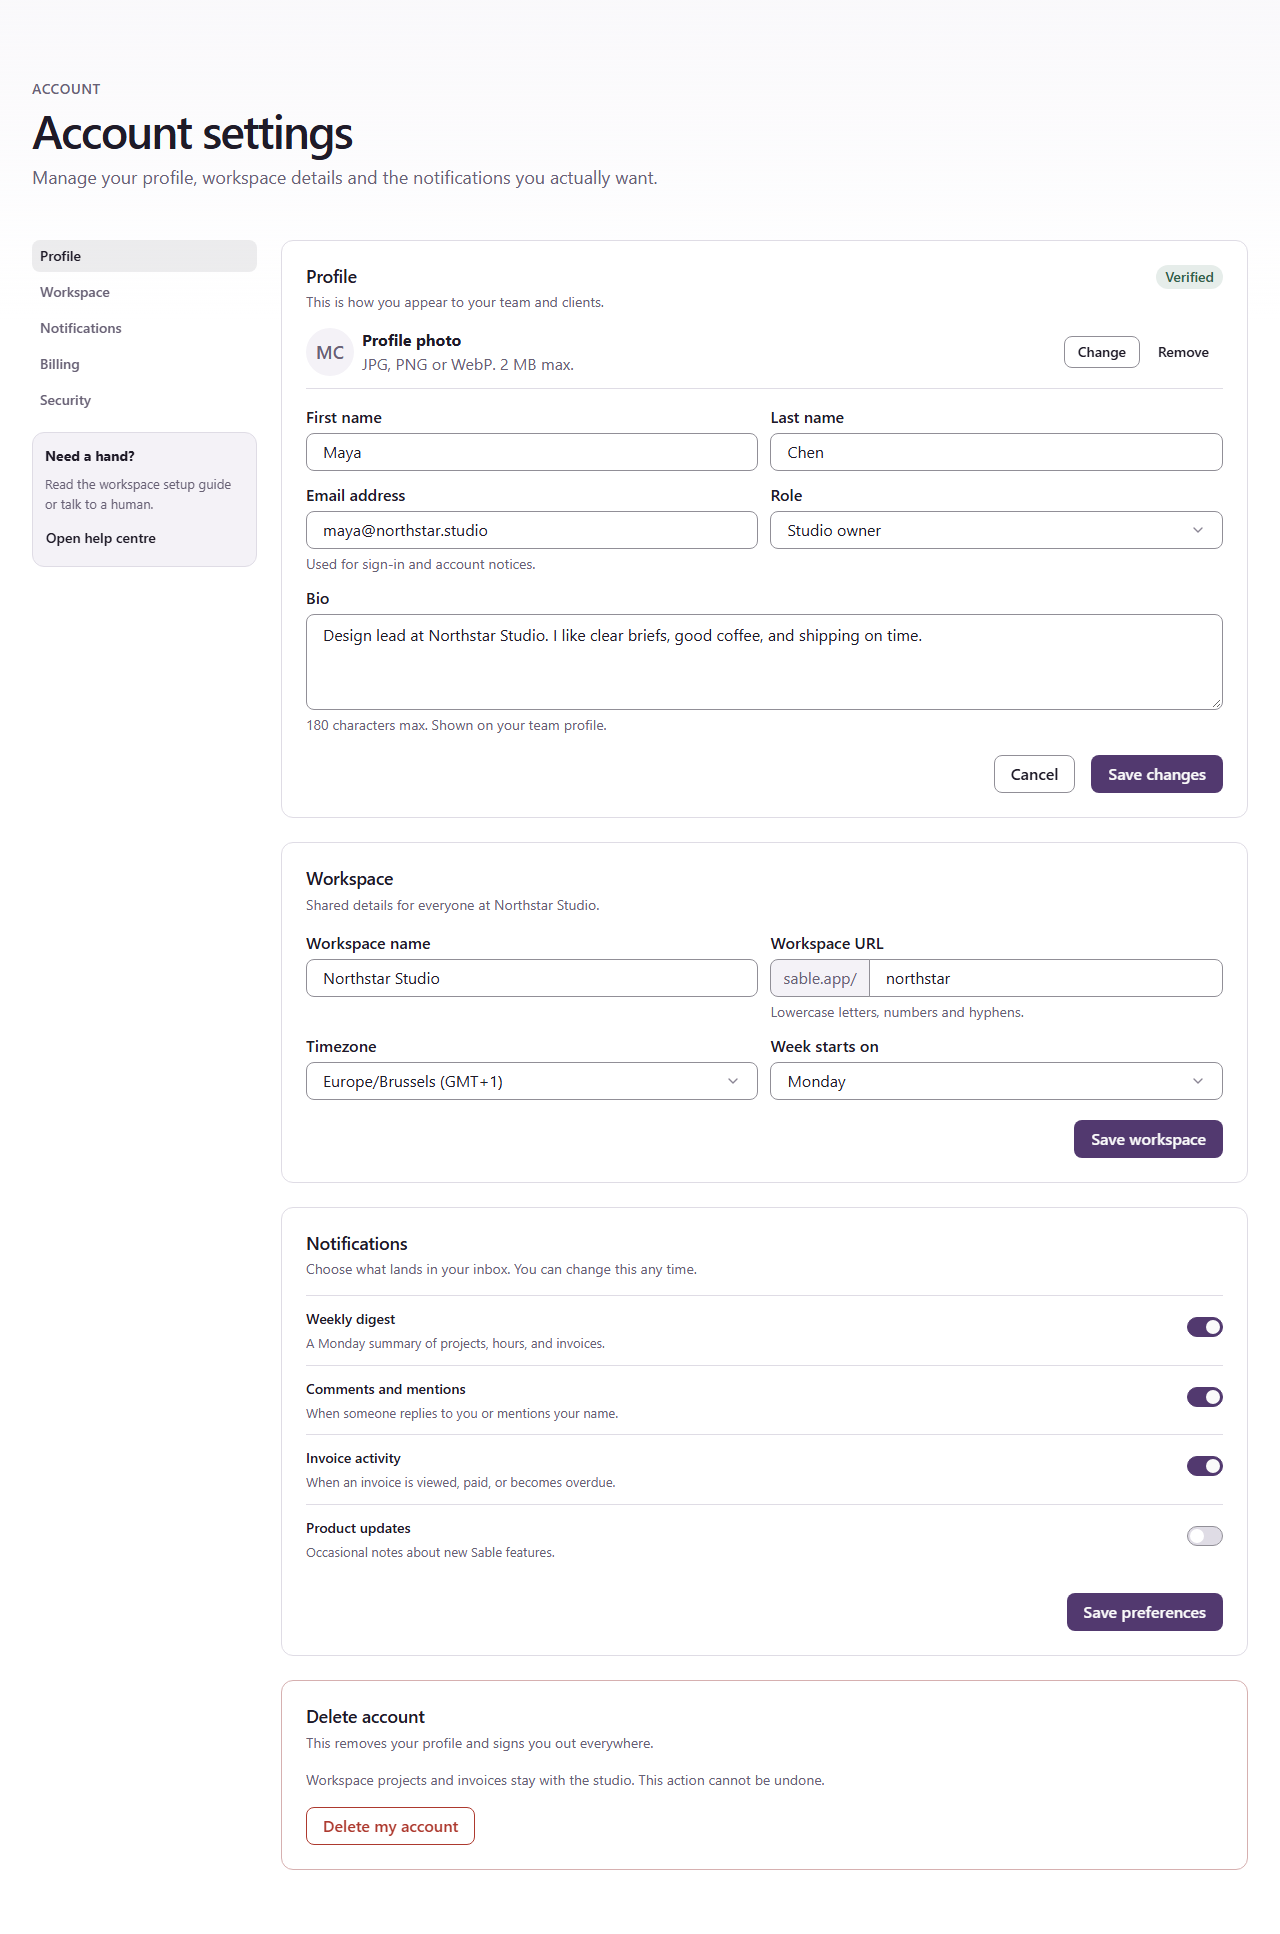 ACCOUNT
Account settings
Manage your profile, workspace details and the notifications you actually want.
Profile
Workspace
Notifications
Billing
Security
Need a hand?
Read the workspace setup guide
or talk to a human.
Open help centre
Profile
Verified
This is how you appear to your team and clients.
MC
Profile photo
JPG, PNG or WebP. 2 MB max.
Change
Remove
First name
Last name
Maya
Chen
Email address
Role
maya@northstar.studio
Studio owner
Used for sign-in and account notices.
Bio
Design lead at Northstar Studio. I like clear briefs, good coffee, and shipping on time.
180 characters max. Shown on your team profile.
Cancel
Save changes
Workspace
Shared details for everyone at Northstar Studio.
Workspace name
Workspace URL
Northstar Studio
sable.app/
northstar
Lowercase letters, numbers and hyphens.
Timezone
Week starts on
Europe/Brussels (GMT+1)
Monday
Save workspace
Notifications
Choose what lands in your inbox. You can change this any time.
Weekly digest
A Monday summary of projects, hours, and invoices.
Comments and mentions
When someone replies to you or mentions your name.
Invoice activity
When an invoice is viewed, paid, or becomes overdue.
Product updates
Occasional notes about new Sable features.
Save preferences
Delete account
This removes your profile and signs you out everywhere.
Workspace projects and invoices stay with the studio. This action cannot be undone.
Delete my account